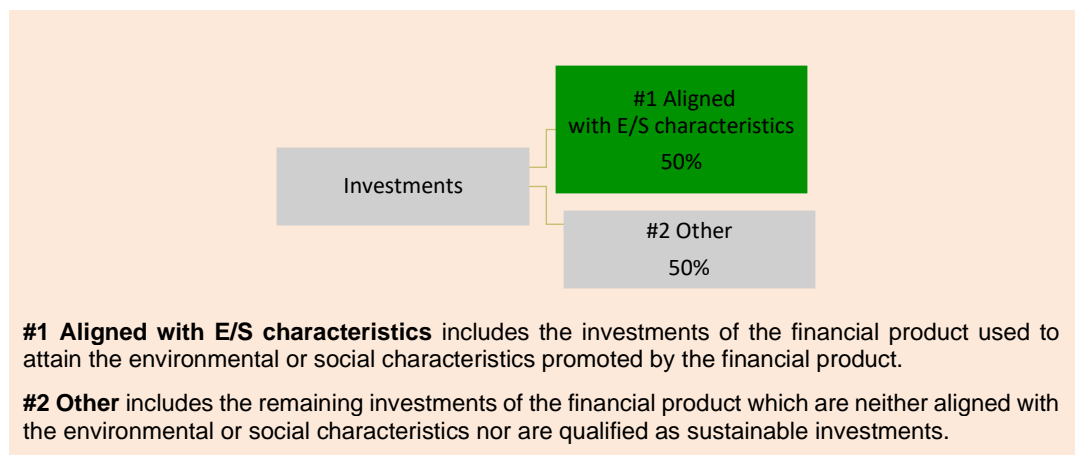 #1 Aligned
with E/S characteristics
50%
Investments
#2 Other
50%
#1 Aligned with E/S characteristics includes the investments of the financial product used to
attain the environmental or social characteristics promoted by the financial product.
#2 Other includes the remaining investments of the financial product which are neither aligned with
the environmental or social characteristics nor are qualified as sustainable investments.